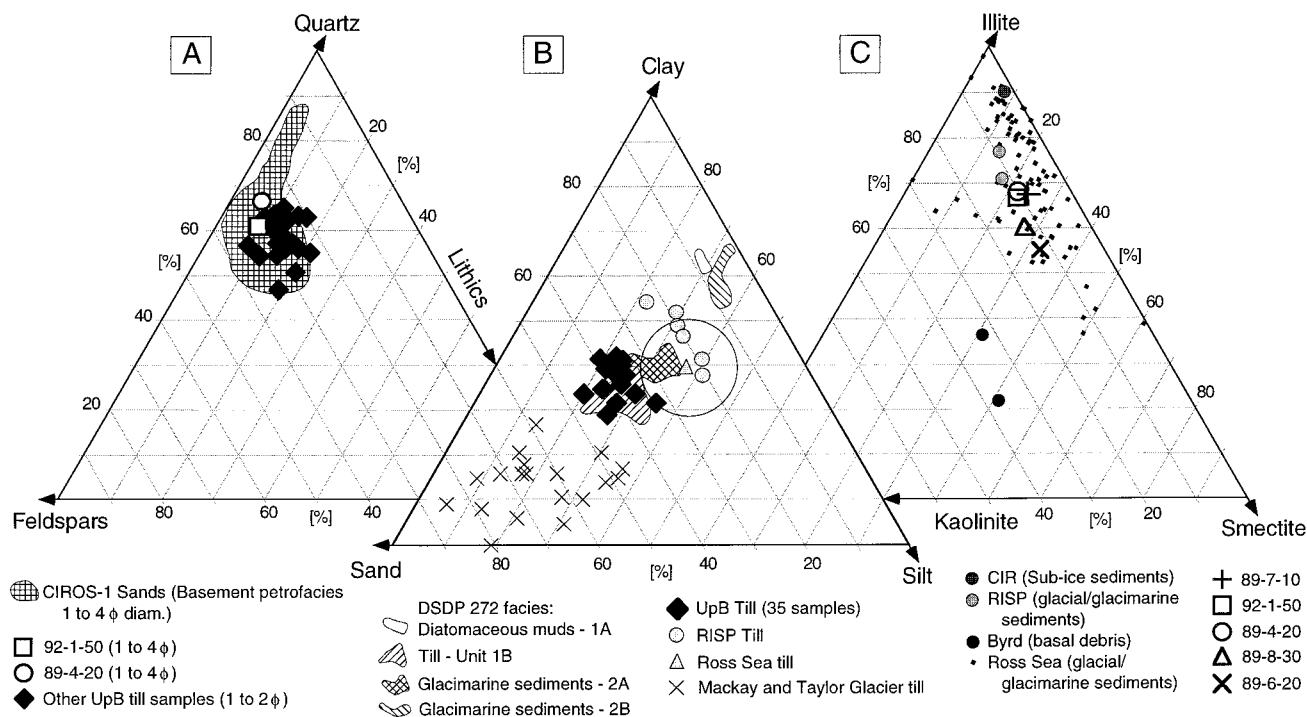 A
Quartz
80
20
[%]
60
40
[%]
Lithics
40
20
Feldspars
80
60
[%]
40
B
Clay
80
80
60
60
40
20
Sand
80
60
[%]
40
20
Silt
C
Illite
80
20
[%]
60
40
[%]
60
80
Kaolinite
40
[%]
20
Smectite
CIROS-1 Sands (Basement petrofacies
1 to 4 ϕ diam.)
92-1-50 (1 to 4ϕ)
89-4-20 (1 to 4ϕ)
Other UpB till samples (1 to 2ϕ)
DSDP 272 facies:
Diatomaceous muds - 1A
Till - Unit 1B
Glacimarine sediments - 2A
Glacimarine sediments - 2B
UpB Till (35 samples)
RISP Till
Ross Sea till
Mackay and Taylor Glacier till
CIR (Sub-ice sediments)
RISP (glacial/glacimarine
sediments)
Byrd (basal debris)
Ross Sea (glacial/
glacimarine sediments)
89-7-10
92-1-50
89-4-20
89-8-30
89-6-20